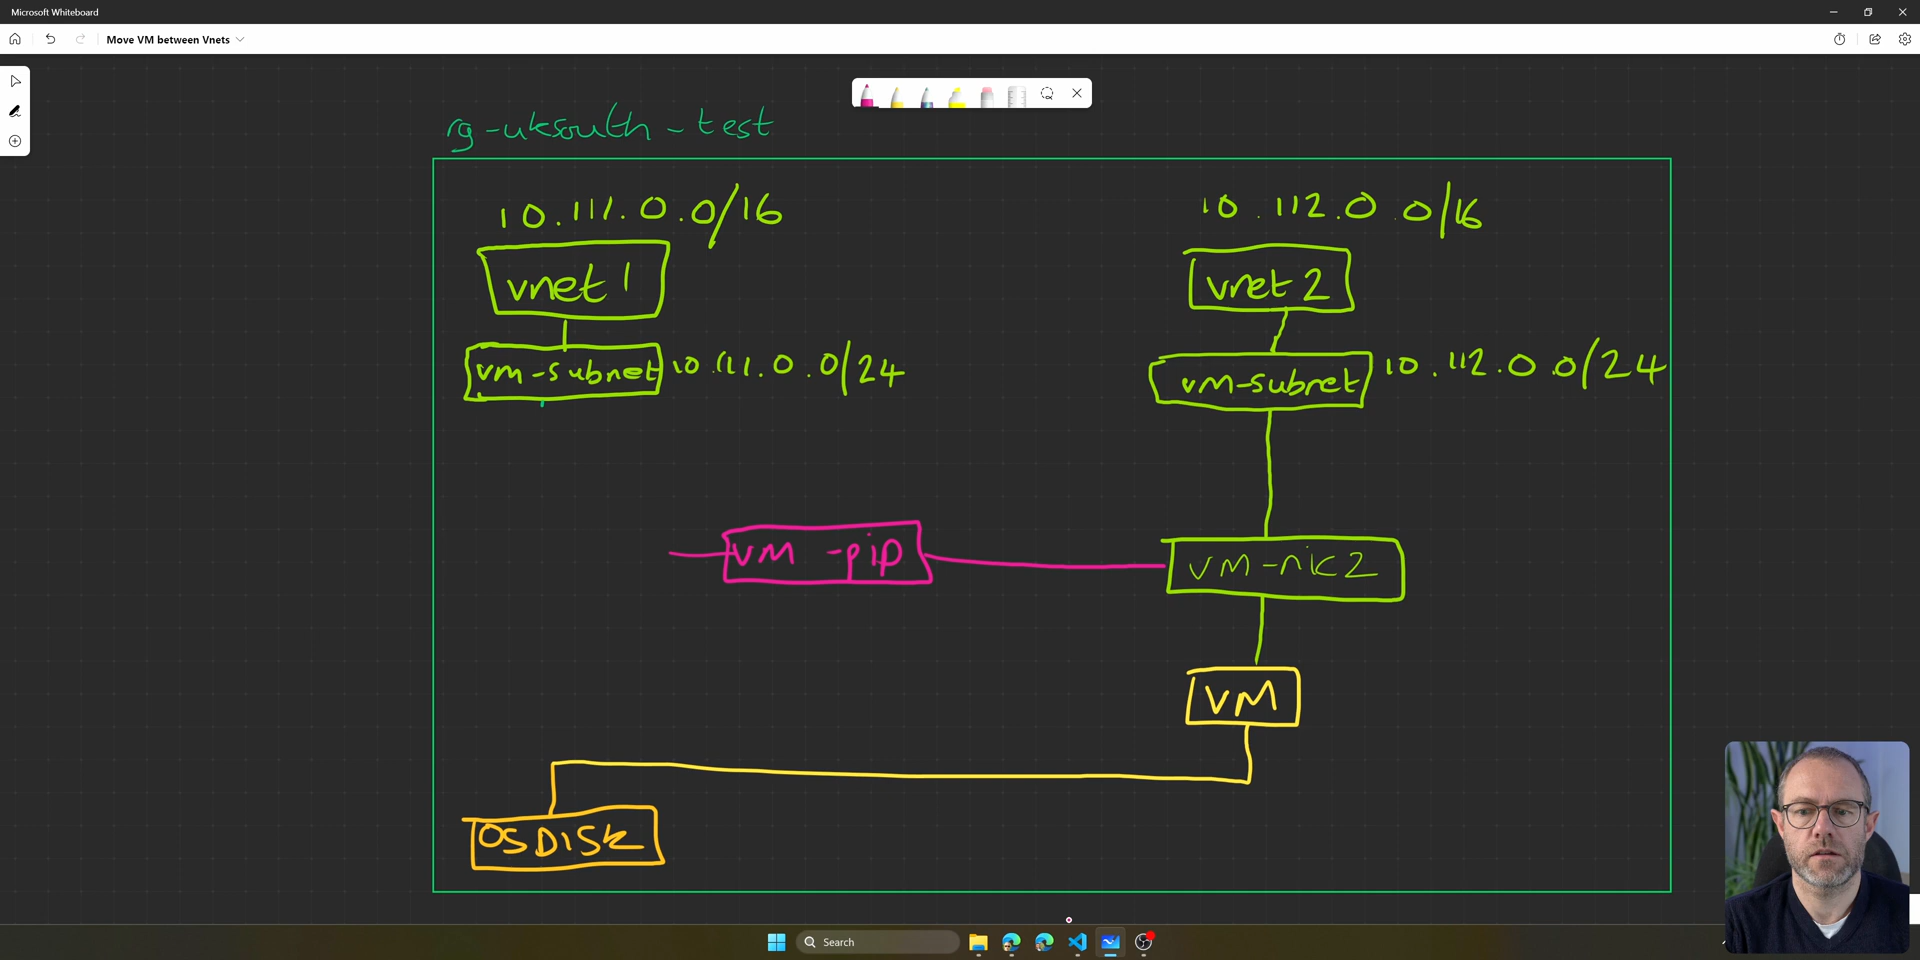 Microsoft Whiteboard
Move VM between Vnets
rg-uksouth-test
10.111.0.0/16
10.112.0.0/16
vnet 1
vnet 2
vm-subnet 10.111.0.0/24
vm-subnet 10.112.0.0/24
vm-pip
vm-nic2
VM
OSDISK
Search